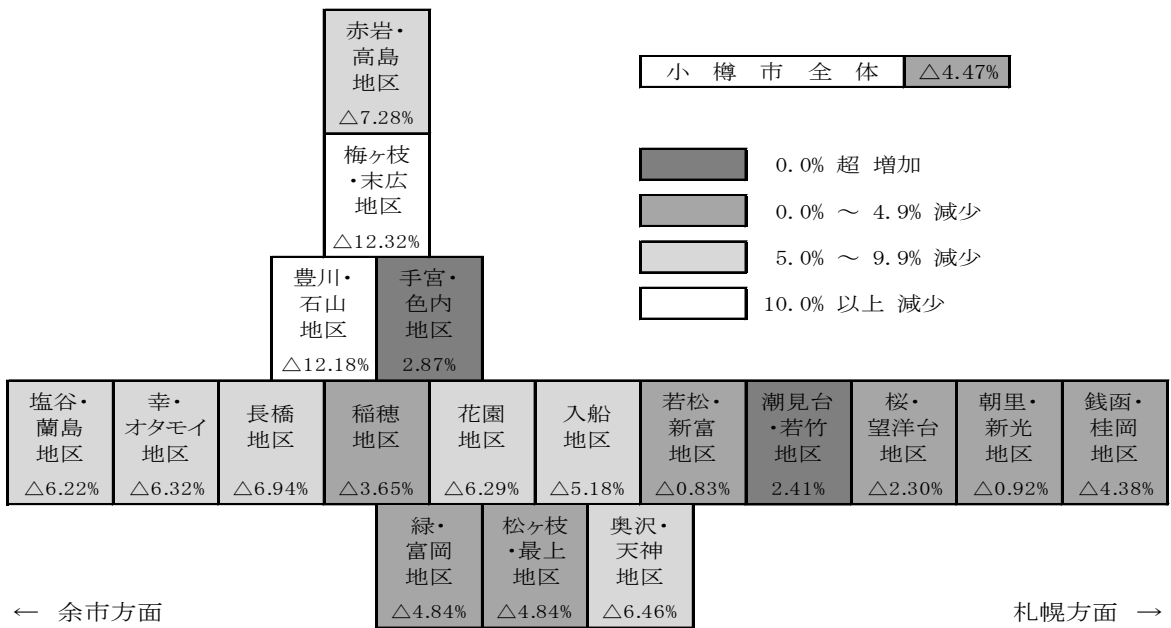 赤岩・
高島
地区
△7.28%
小樽市全体 △4.47%
梅ヶ枝
・末広
地区
△12.32%
0.0% 超 増加
0.0% ～ 4.9% 減少
5.0% ～ 9.9% 減少
10.0% 以上 減少
豊川・
石山
地区
△12.18%
手宮・
色内
地区
2.87%
塩谷・
蘭島
地区
△6.22%
幸・
オタモイ
地区
△6.32%
長橋
地区
△6.94%
稲穂
地区
△3.65%
花園
地区
△6.29%
入船
地区
△5.18%
若松・
新富
地区
△0.83%
潮見台
・若竹
地区
2.41%
桜・
望洋台
地区
△2.30%
朝里・
新光
地区
△0.92%
銭函・
桂岡
地区
△4.38%
緑・
富岡
地区
△4.84%
松ヶ枝
・最上
地区
△4.84%
奥沢・
天神
地区
△6.46%
← 余市方面
札幌方面 →